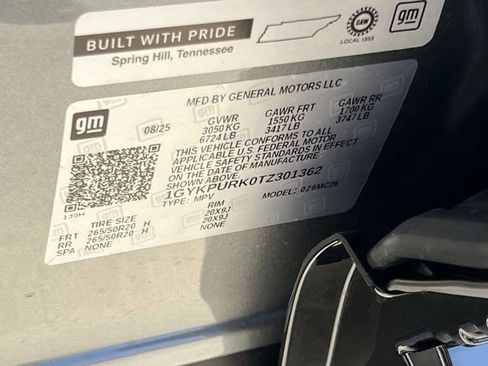 BUILT WITH PRIDE
Spring Hill, Tennessee
UAW
LOCAL 1853
gm
gm
MFD BY GENERAL MOTORS LLC
08/25 GVWR GAWR FRT GAWR RR
3050 KG 1550 KG 1700 KG
6724 LB 3417 LB 3747 LB
THIS VEHICLE CONFORMS TO ALL
APPLICABLE U.S. FEDERAL MOTOR
VEHICLE SAFETY STANDARDS IN EFFECT
ON THE DATE OF MANUFACTURE
SHOWN ABOVE
1GYKPURK0TZ301362
TYPE: MPV MODEL: 026MC26
139H
TIRE SIZE RIM
FRT 265/50R20 H 20X9J
RR 265/50R20 H 20X9J
SPA NONE NONE